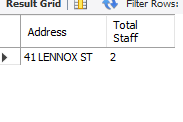 Result Grid Filter Rows:
Address Total Staff
41 LENNOX ST 2